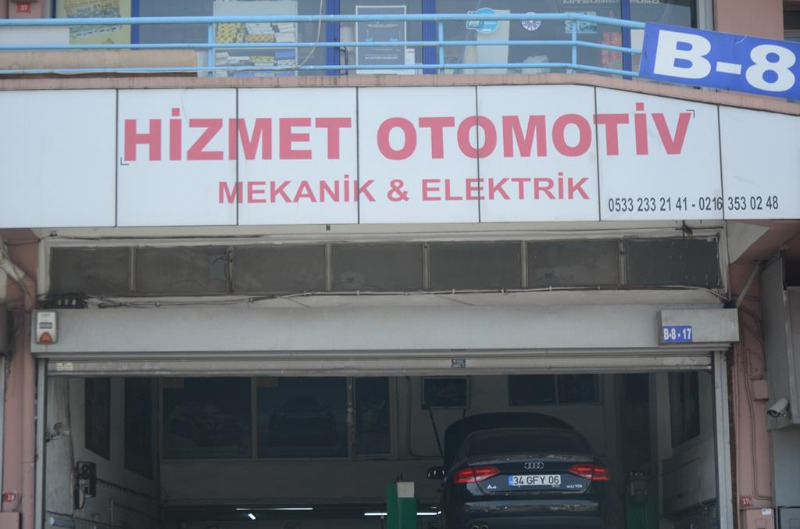 B-8
HİZMET OTOMOTİV
MEKANİK & ELEKTRİK
0533 233 21 41 - 0216 353 02 48
B-8 - 17
34 GFY 06